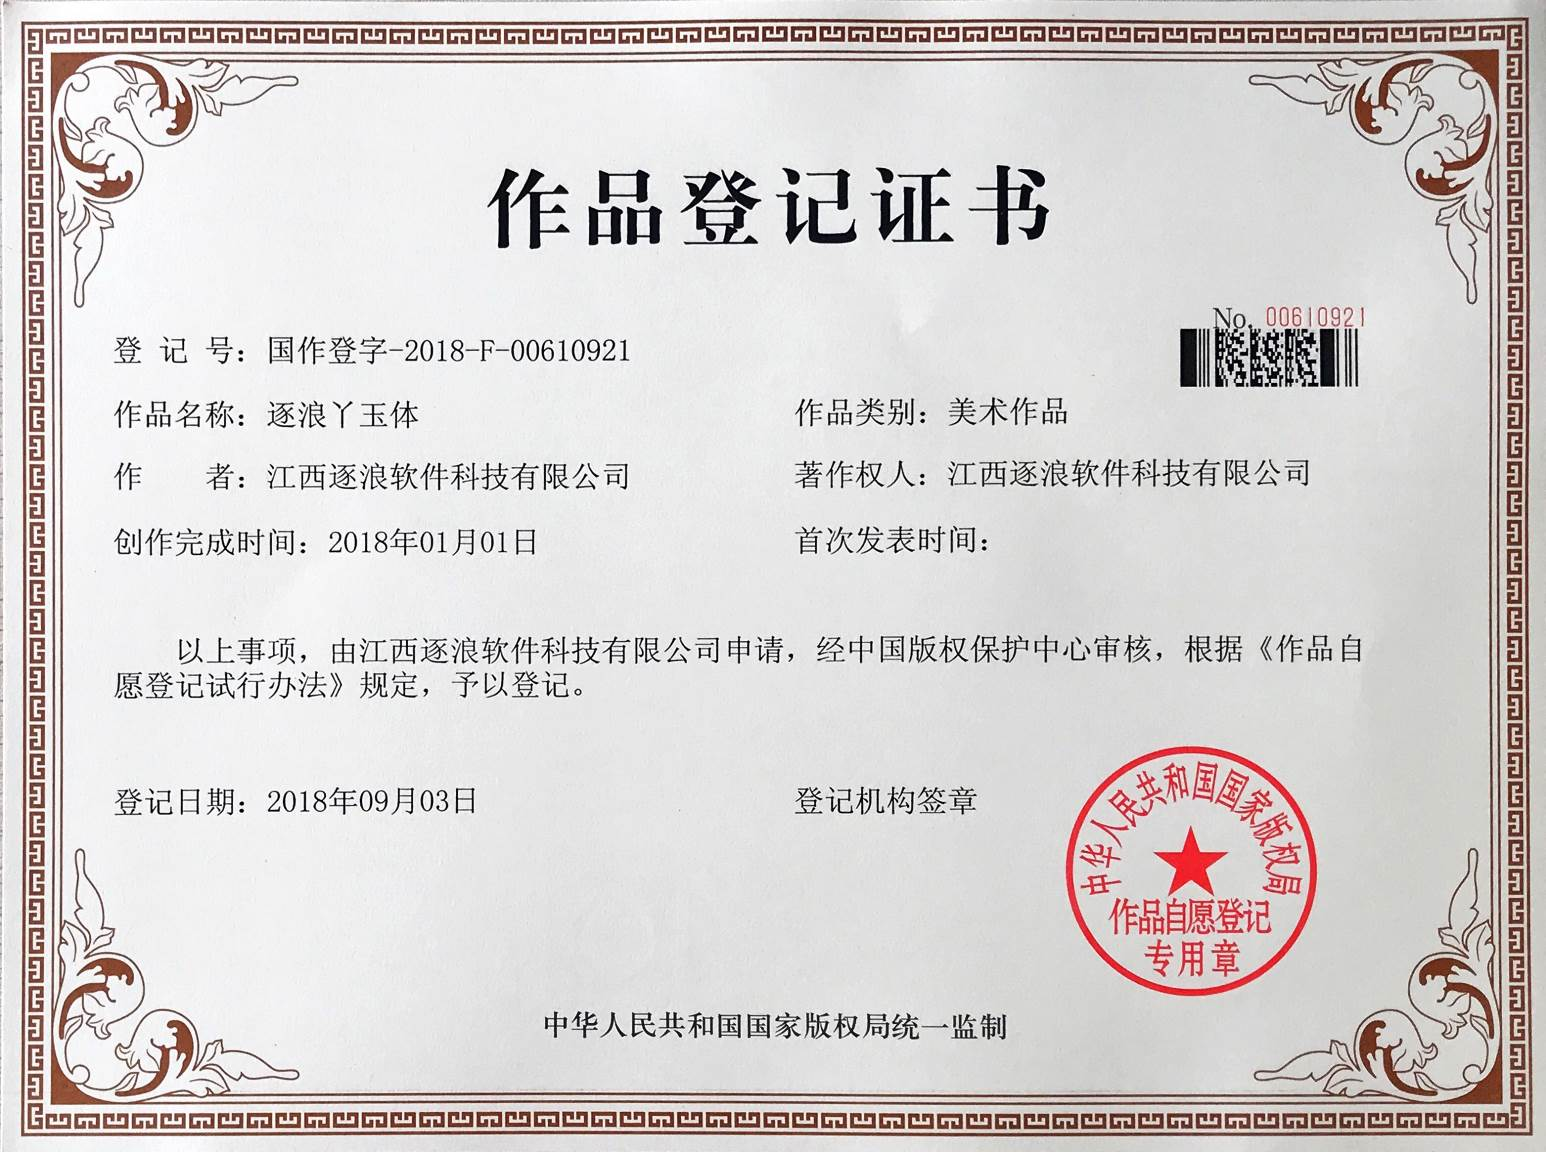 作品登记证书
No. 00610921
登 记 号：国作登字-2018-F-00610921
作品名称：逐浪丫玉体 作品类别：美术作品
作 者：江西逐浪软件科技有限公司 著作权人：江西逐浪软件科技有限公司
创作完成时间：2018年01月01日 首次发表时间：
以上事项，由江西逐浪软件科技有限公司申请，经中国版权保护中心审核，根据《作品自
愿登记试行办法》规定，予以登记。
登记日期：2018年09月03日 登记机构签章
中华人民共和国国家版权局
作品自愿登记
专用章
中华人民共和国国家版权局统一监制